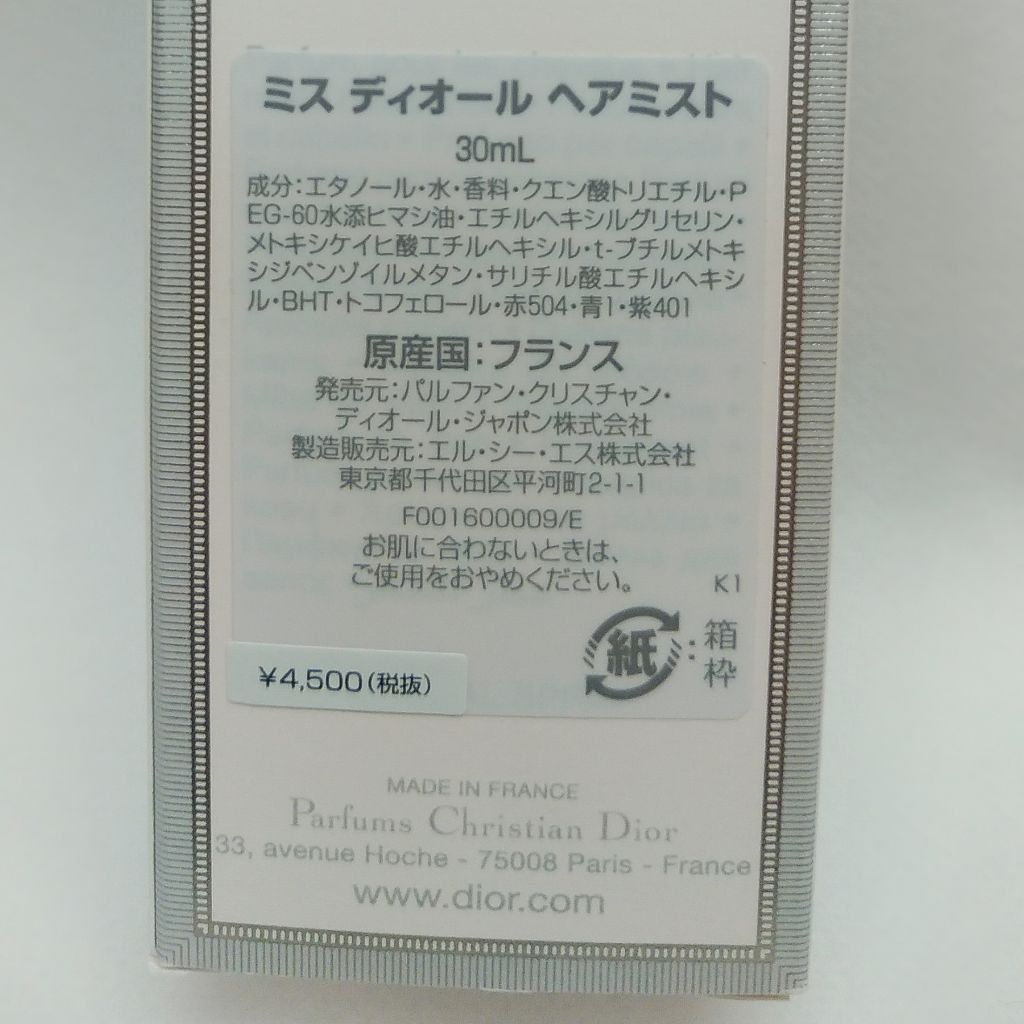 ミス ディオール ヘアミスト
30mL
成分:エタノール・水・香料・クエン酸トリエチル・P
EG-60水添ヒマシ油・エチルヘキシルグリセリン・
メトキシケイヒ酸エチルヘキシル・t-ブチルメトキ
シジベンゾイルメタン・サリチル酸エチルヘキシ
ル・BHT・トコフェロール・赤504・青1・紫401
原産国:フランス
発売元:パルファン・クリスチャン・
ディオール・ジャポン株式会社
製造販売元:エル・シー・エス株式会社
東京都千代田区平河町2-1-1
F001600009/E
お肌に合わないときは、
ご使用をおやめください。
K1
紙:箱
枠
¥4,500(税抜)
MADE IN FRANCE
Parfums Christian Dior
33, avenue Hoche - 75008 Paris - France
www.dior.com